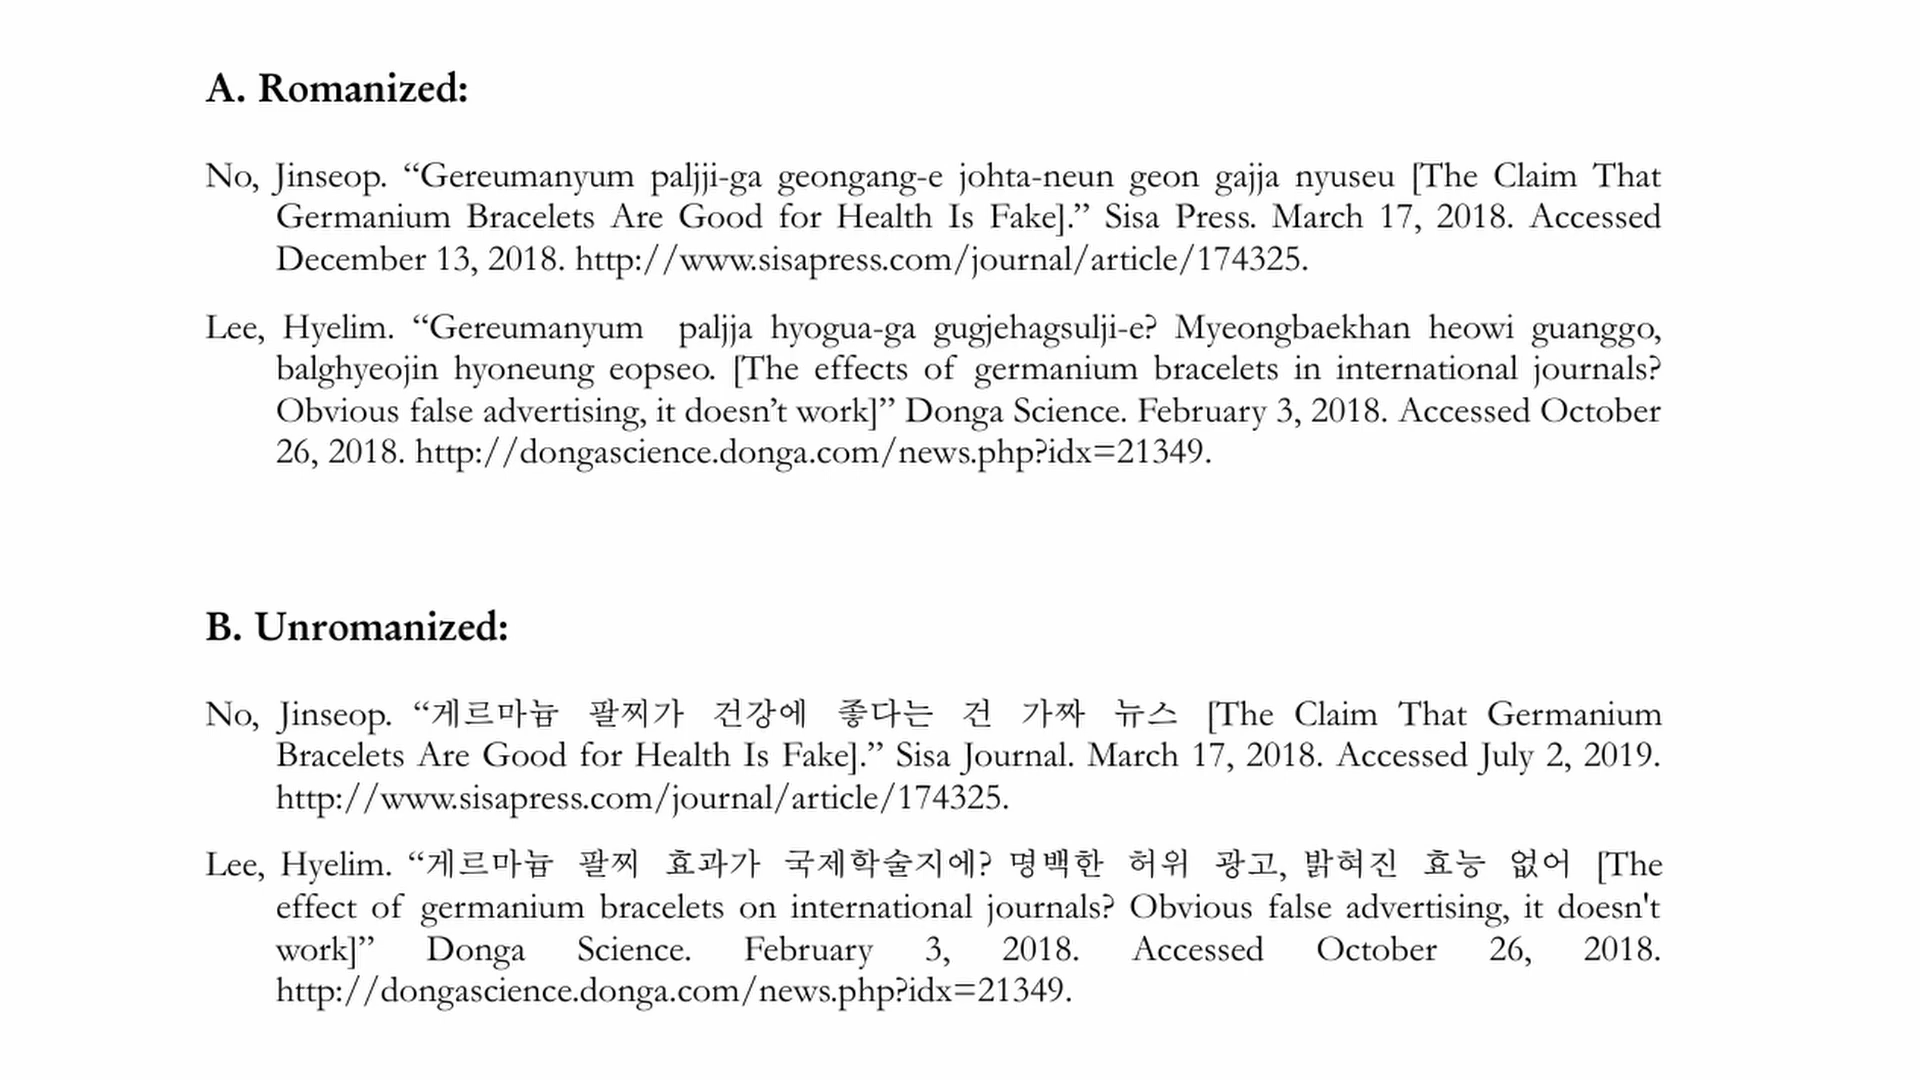 A. Romanized:
No, Jinseop. “Gereumanyum paljji-ga geongang-e johta-neun geon gajja nyuseu [The Claim That
Germanium Bracelets Are Good for Health Is Fake].” Sisa Press. March 17, 2018. Accessed
December 13, 2018. http://www.sisapress.com/journal/article/174325.
Lee, Hyelim. “Gereumanyum paljja hyogua-ga gugjehagsulji-e? Myeongbaekhan heowi guanggo,
balghyeojin hyoneung eopseo. [The effects of germanium bracelets in international journals?
Obvious false advertising, it doesn’t work]” Donga Science. February 3, 2018. Accessed October
26, 2018. http://dongascience.donga.com/news.php?idx=21349.
B. Unromanized:
No, Jinseop. “게르마늄 팔찌가 건강에 좋다는 건 가짜 뉴스 [The Claim That Germanium
Bracelets Are Good for Health Is Fake].” Sisa Journal. March 17, 2018. Accessed July 2, 2019.
http://www.sisapress.com/journal/article/174325.
Lee, Hyelim. “게르마늄 팔찌 효과가 국제학술지에? 명백한 허위 광고, 밝혀진 효능 없어 [The
effect of germanium bracelets on international journals? Obvious false advertising, it doesn't
work]” Donga Science. February 3, 2018. Accessed October 26, 2018.
http://dongascience.donga.com/news.php?idx=21349.